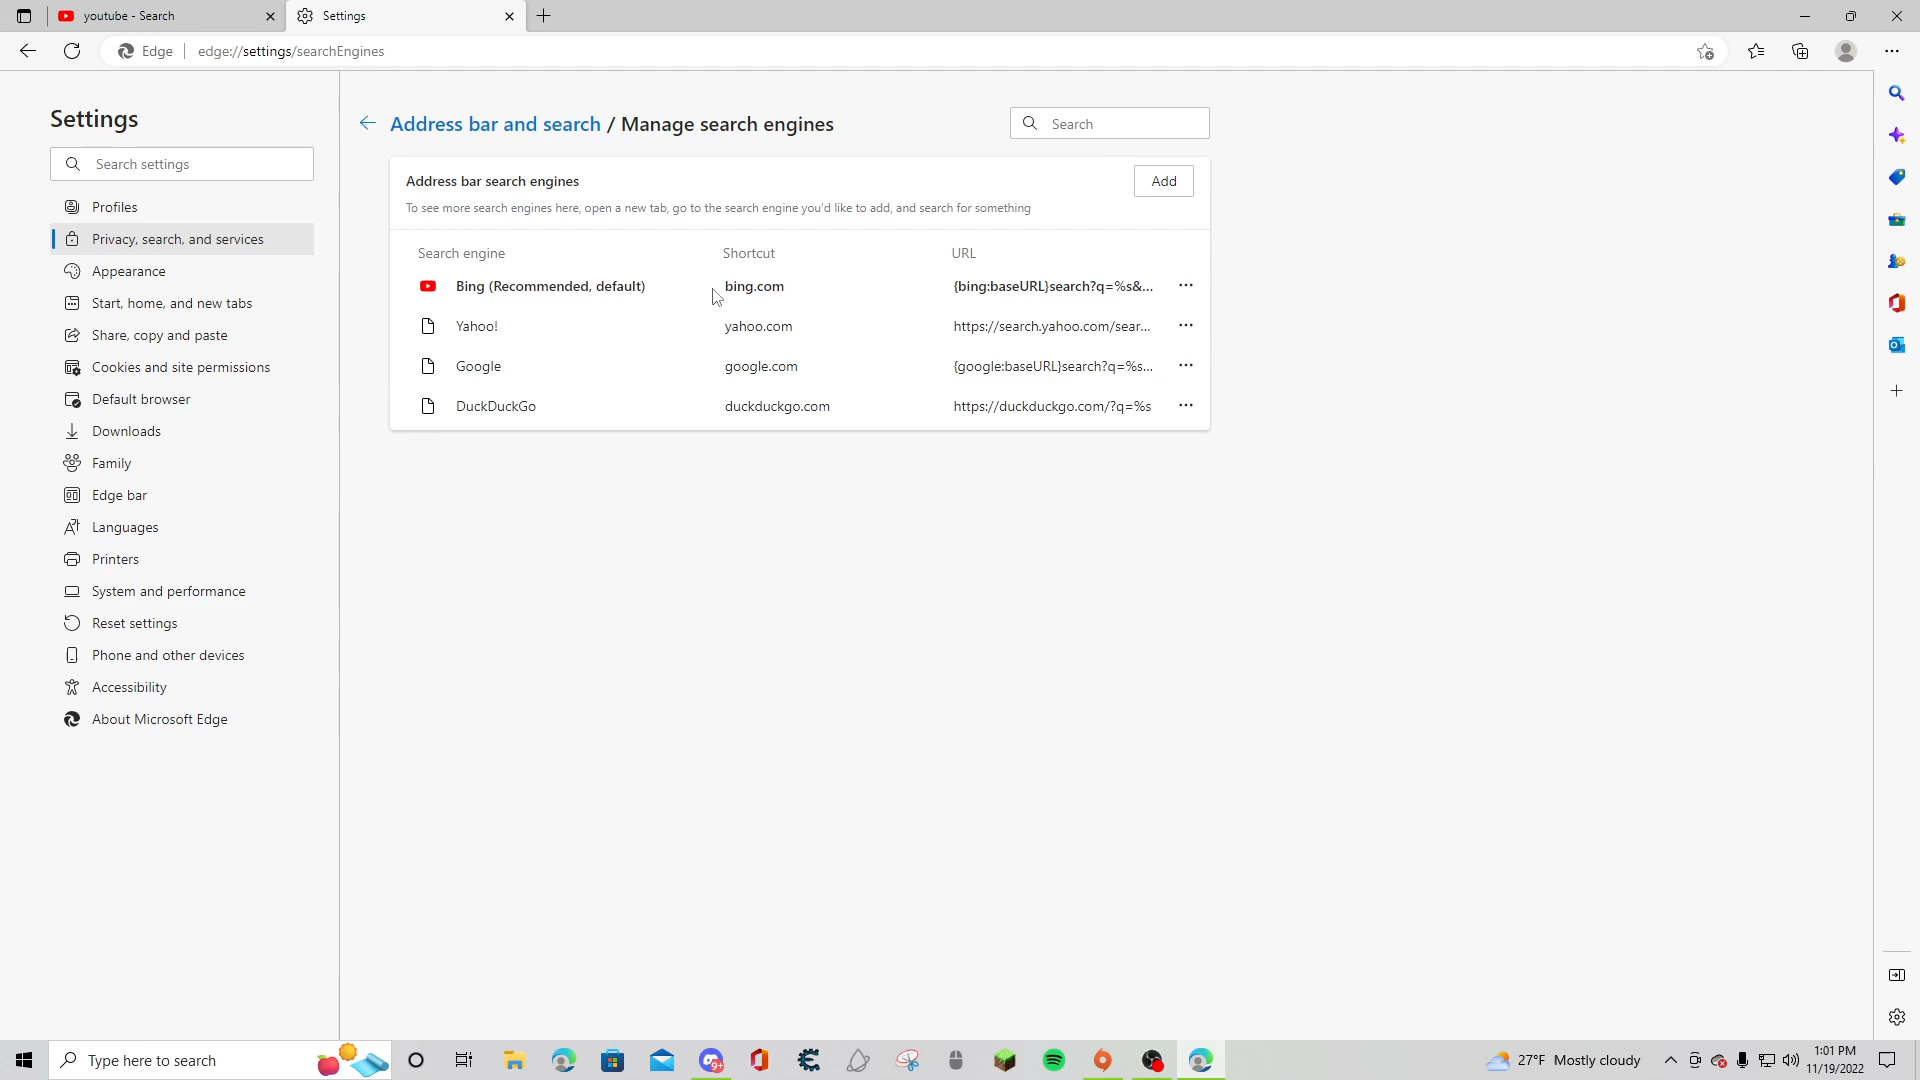 youtube - Search
Settings
Edge
edge://settings/searchEngines
Settings
Search settings
Profiles
Privacy, search, and services
Appearance
Start, home, and new tabs
Share, copy and paste
Cookies and site permissions
Default browser
Downloads
Family
Edge bar
Languages
Printers
System and performance
Reset settings
Phone and other devices
Accessibility
About Microsoft Edge
Address bar and search / Manage search engines
Search
Address bar search engines
Add
To see more search engines here, open a new tab, go to the search engine you'd like to add, and search for something
Search engine Shortcut URL
Bing (Recommended, default) bing.com {bing:baseURL}search?q=%s&...
Yahoo! yahoo.com https://search.yahoo.com/sear...
Google google.com {google:baseURL}search?q=%s...
DuckDuckGo duckduckgo.com https://duckduckgo.com/?q=%s
Type here to search
9+
27°F Mostly cloudy
1:01 PM
11/19/2022